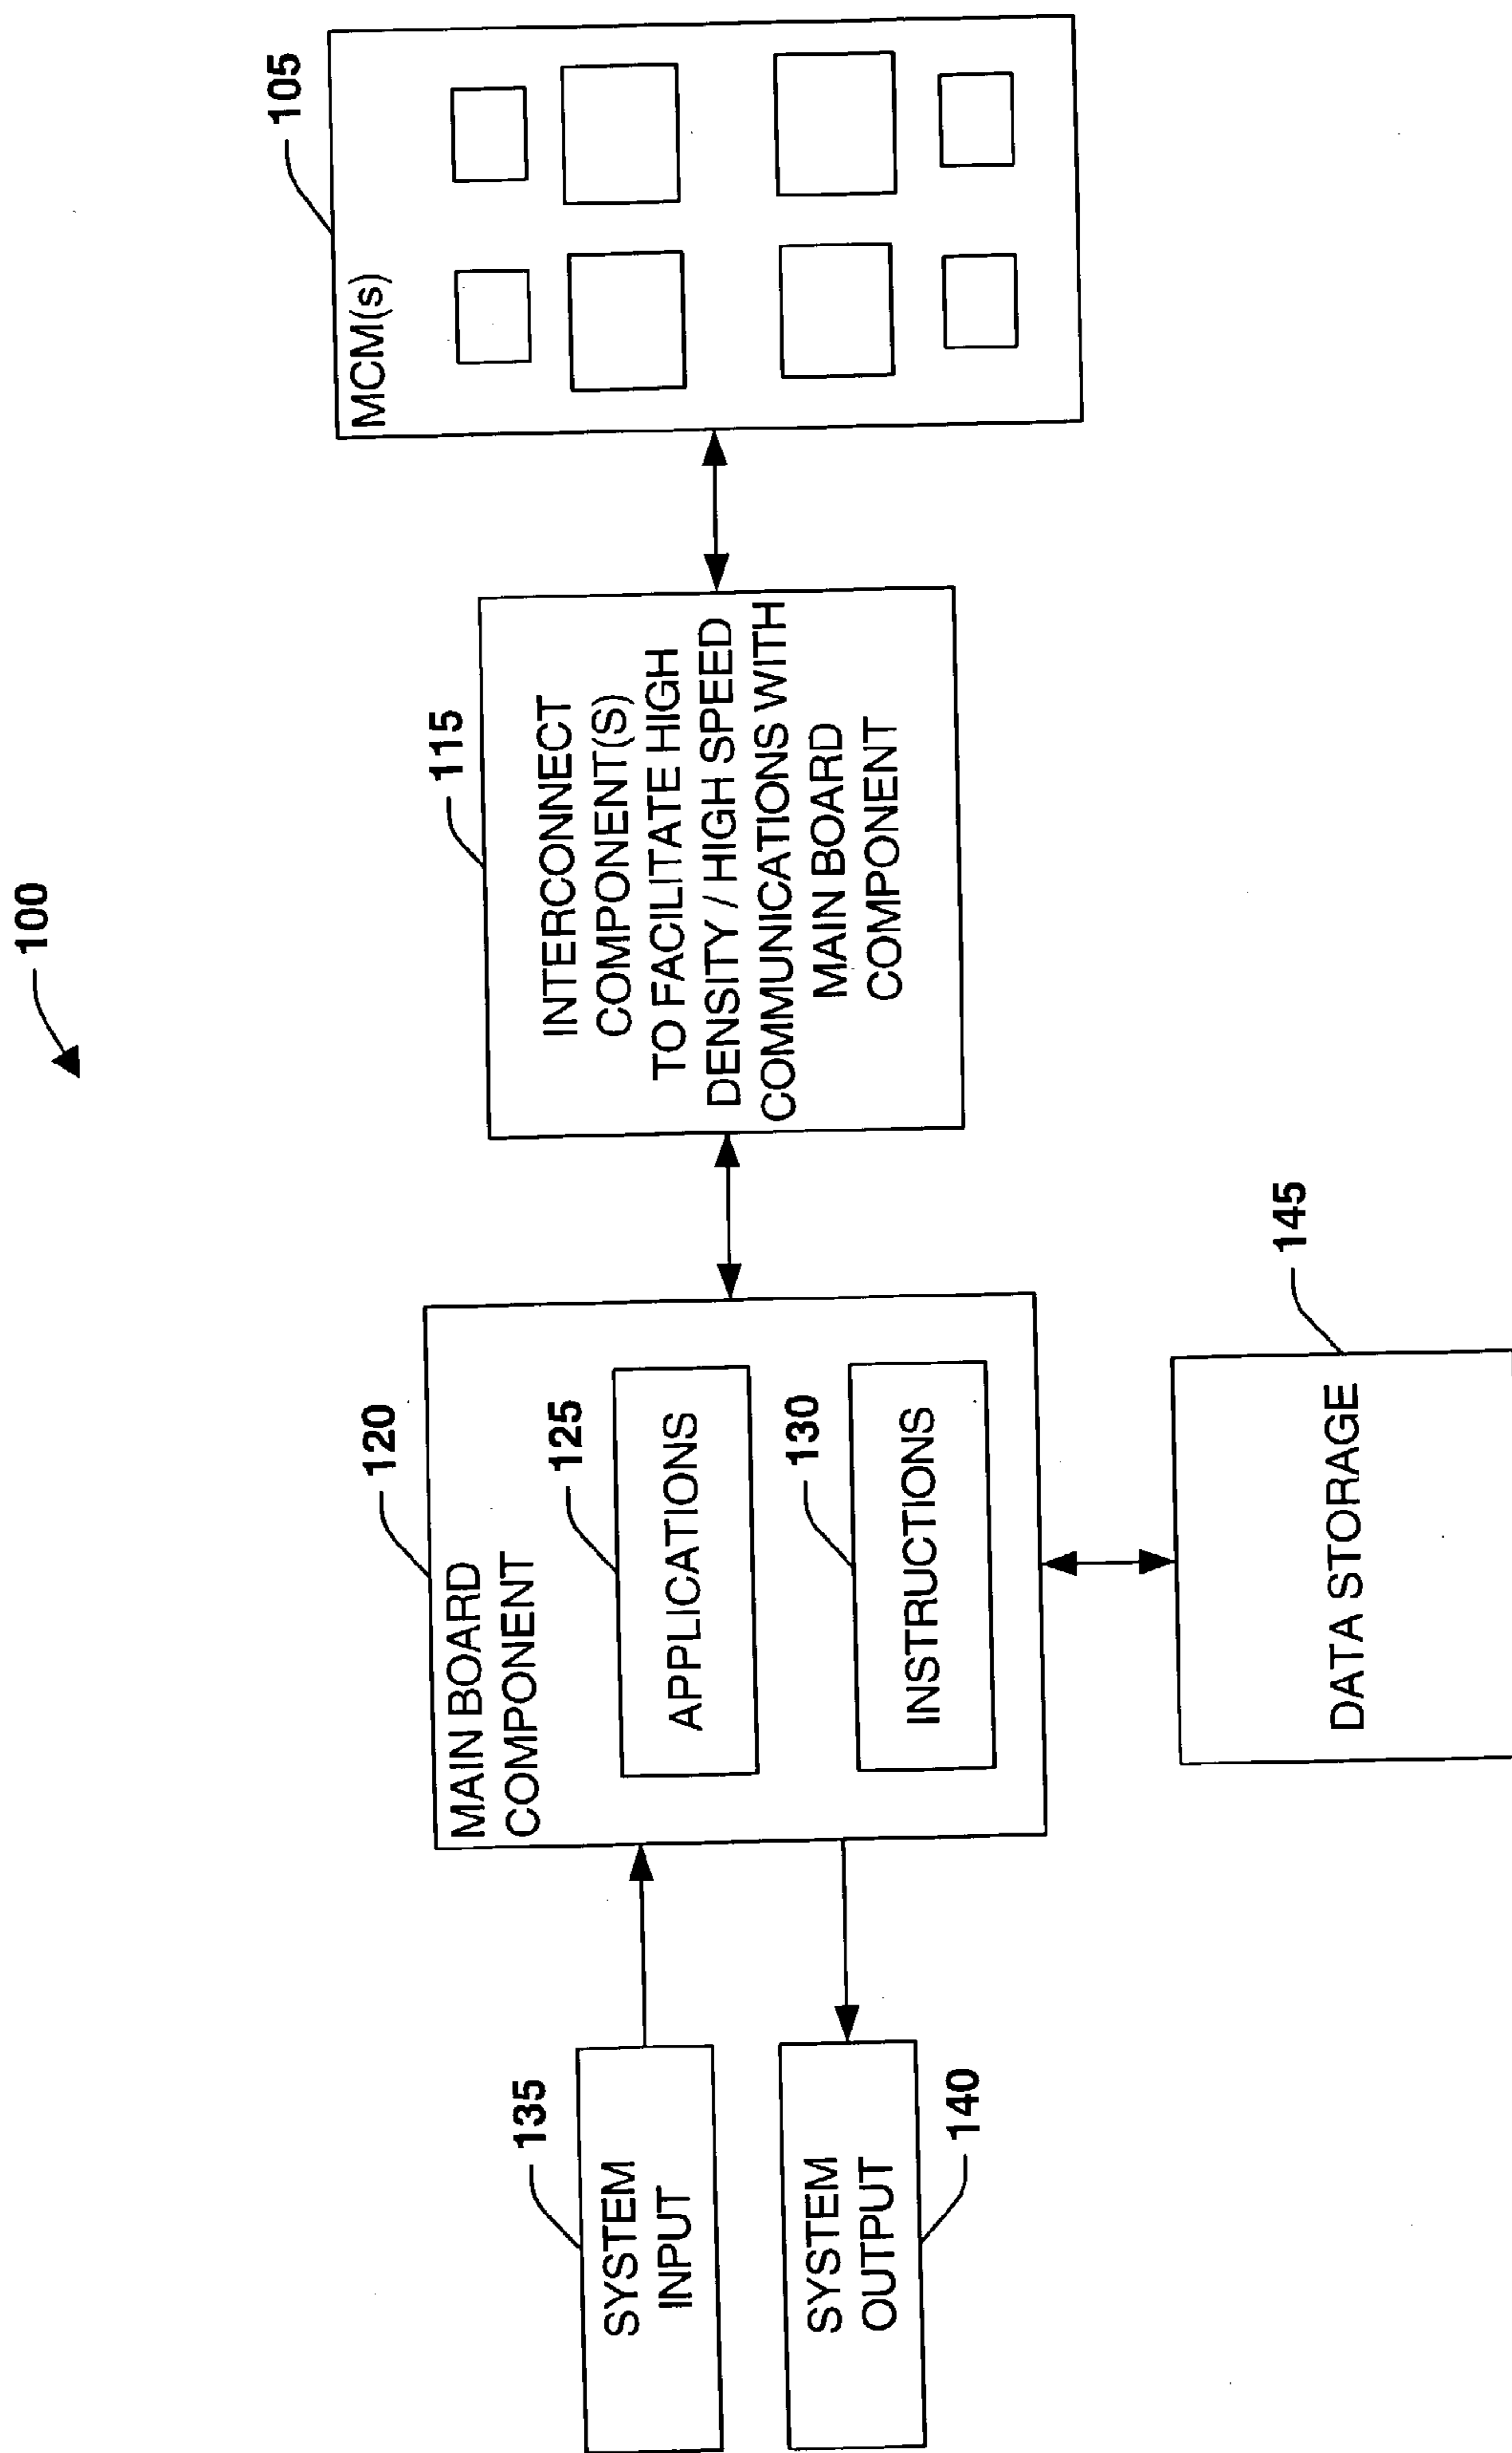 100
135
SYSTEM
INPUT
SYSTEM
OUTPUT
140
120
MAIN BOARD
COMPONENT
125
APPLICATIONS
130
INSTRUCTIONS
145
DATA STORAGE
115
INTERCONNECT
COMPONENT(S)
TO FACILITATE HIGH
DENSITY / HIGH SPEED
COMMUNICATIONS WITH
MAIN BOARD
COMPONENT
105
MCM(s)